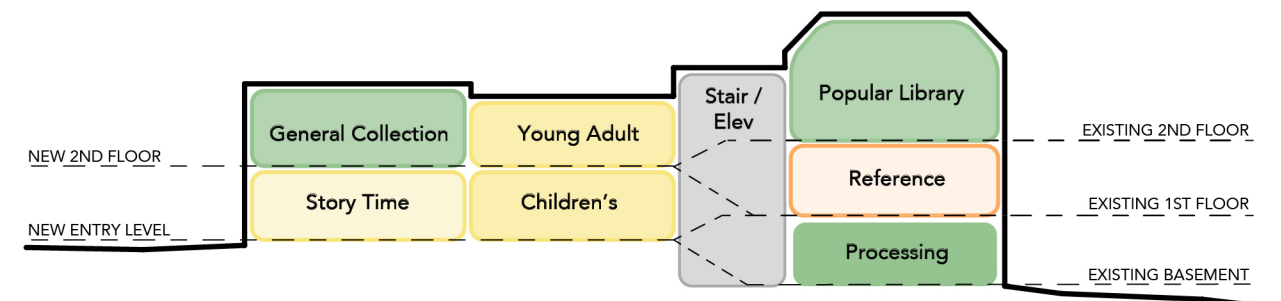 Popular Library
Stair /
Elev
General Collection
Young Adult
EXISTING 2ND FLOOR
NEW 2ND FLOOR
Story Time
Children's
Reference
EXISTING 1ST FLOOR
NEW ENTRY LEVEL
Processing
EXISTING BASEMENT